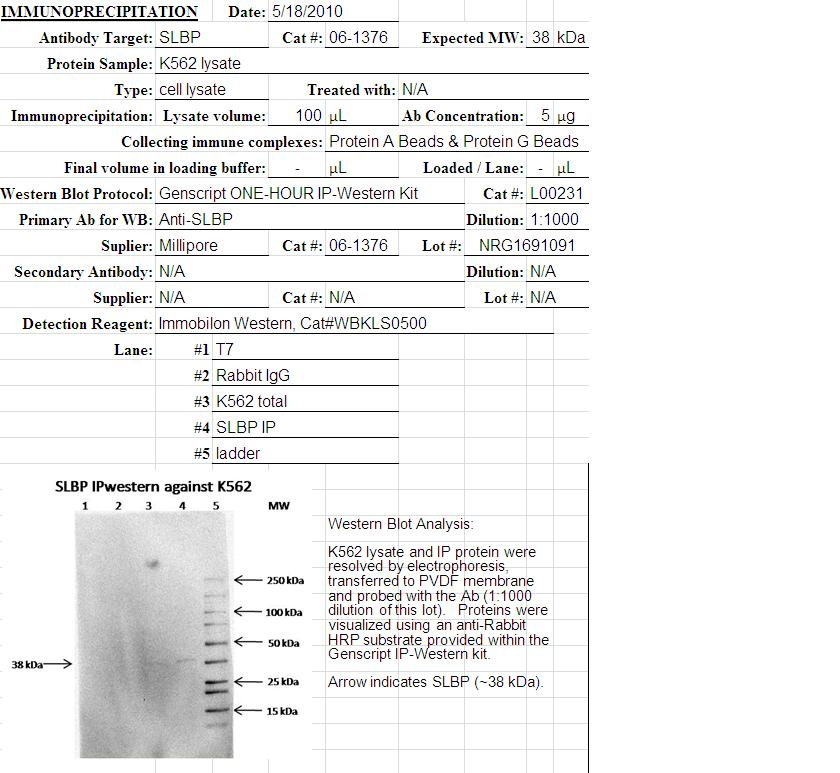 IMMUNOPRECIPITATION Date: 5/18/2010
Antibody Target: SLBP Cat #: 06-1376 Expected MW: 38 kDa
Protein Sample: K562 lysate
Type: cell lysate Treated with: N/A
Immunoprecipitation: Lysate volume: 100 µL Ab Concentration: 5 µg
Collecting immune complexes: Protein A Beads & Protein G Beads
Final volume in loading buffer: - µL Loaded / Lane: - µL
Western Blot Protocol: Genscript ONE-HOUR IP-Western Kit Cat #: L00231
Primary Ab for WB: Anti-SLBP Dilution: 1:1000
Suplier: Millipore Cat #: 06-1376 Lot #: NRG1691091
Secondary Antibody: N/A Dilution: N/A
Supplier: N/A Cat #: N/A Lot #: N/A
Detection Reagent: Immobilon Western, Cat#WBKLS0500
Lane: #1 T7
#2 Rabbit IgG
#3 K562 total
#4 SLBP IP
#5 ladder
SLBP IPwestern against K562
1 2 3 4 5 MW
250 kDa
100 kDa
50 kDa
38 kDa
25 kDa
15 kDa
Western Blot Analysis:
K562 lysate and IP protein were
resolved by electrophoresis,
transferred to PVDF membrane
and probed with the Ab (1:1000
dilution of this lot). Proteins were
visualized using an anti-Rabbit
HRP substrate provided within the
Genscript IP-Western kit.
Arrow indicates SLBP (~38 kDa).